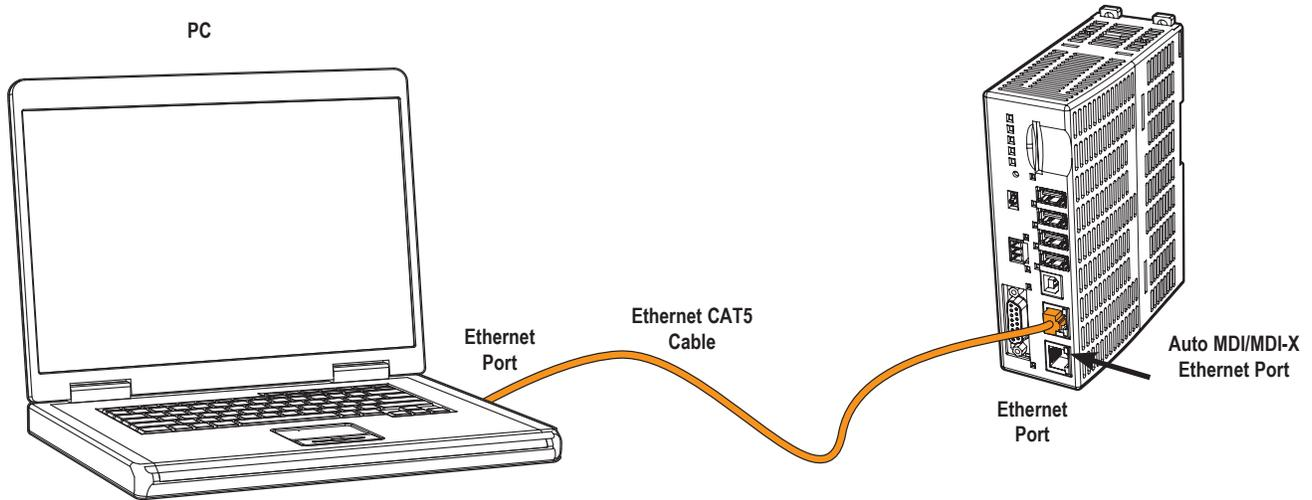 PC
Ethernet
Port
Ethernet CAT5
Cable
Auto MDI/MDI-X
Ethernet Port
Ethernet
Port